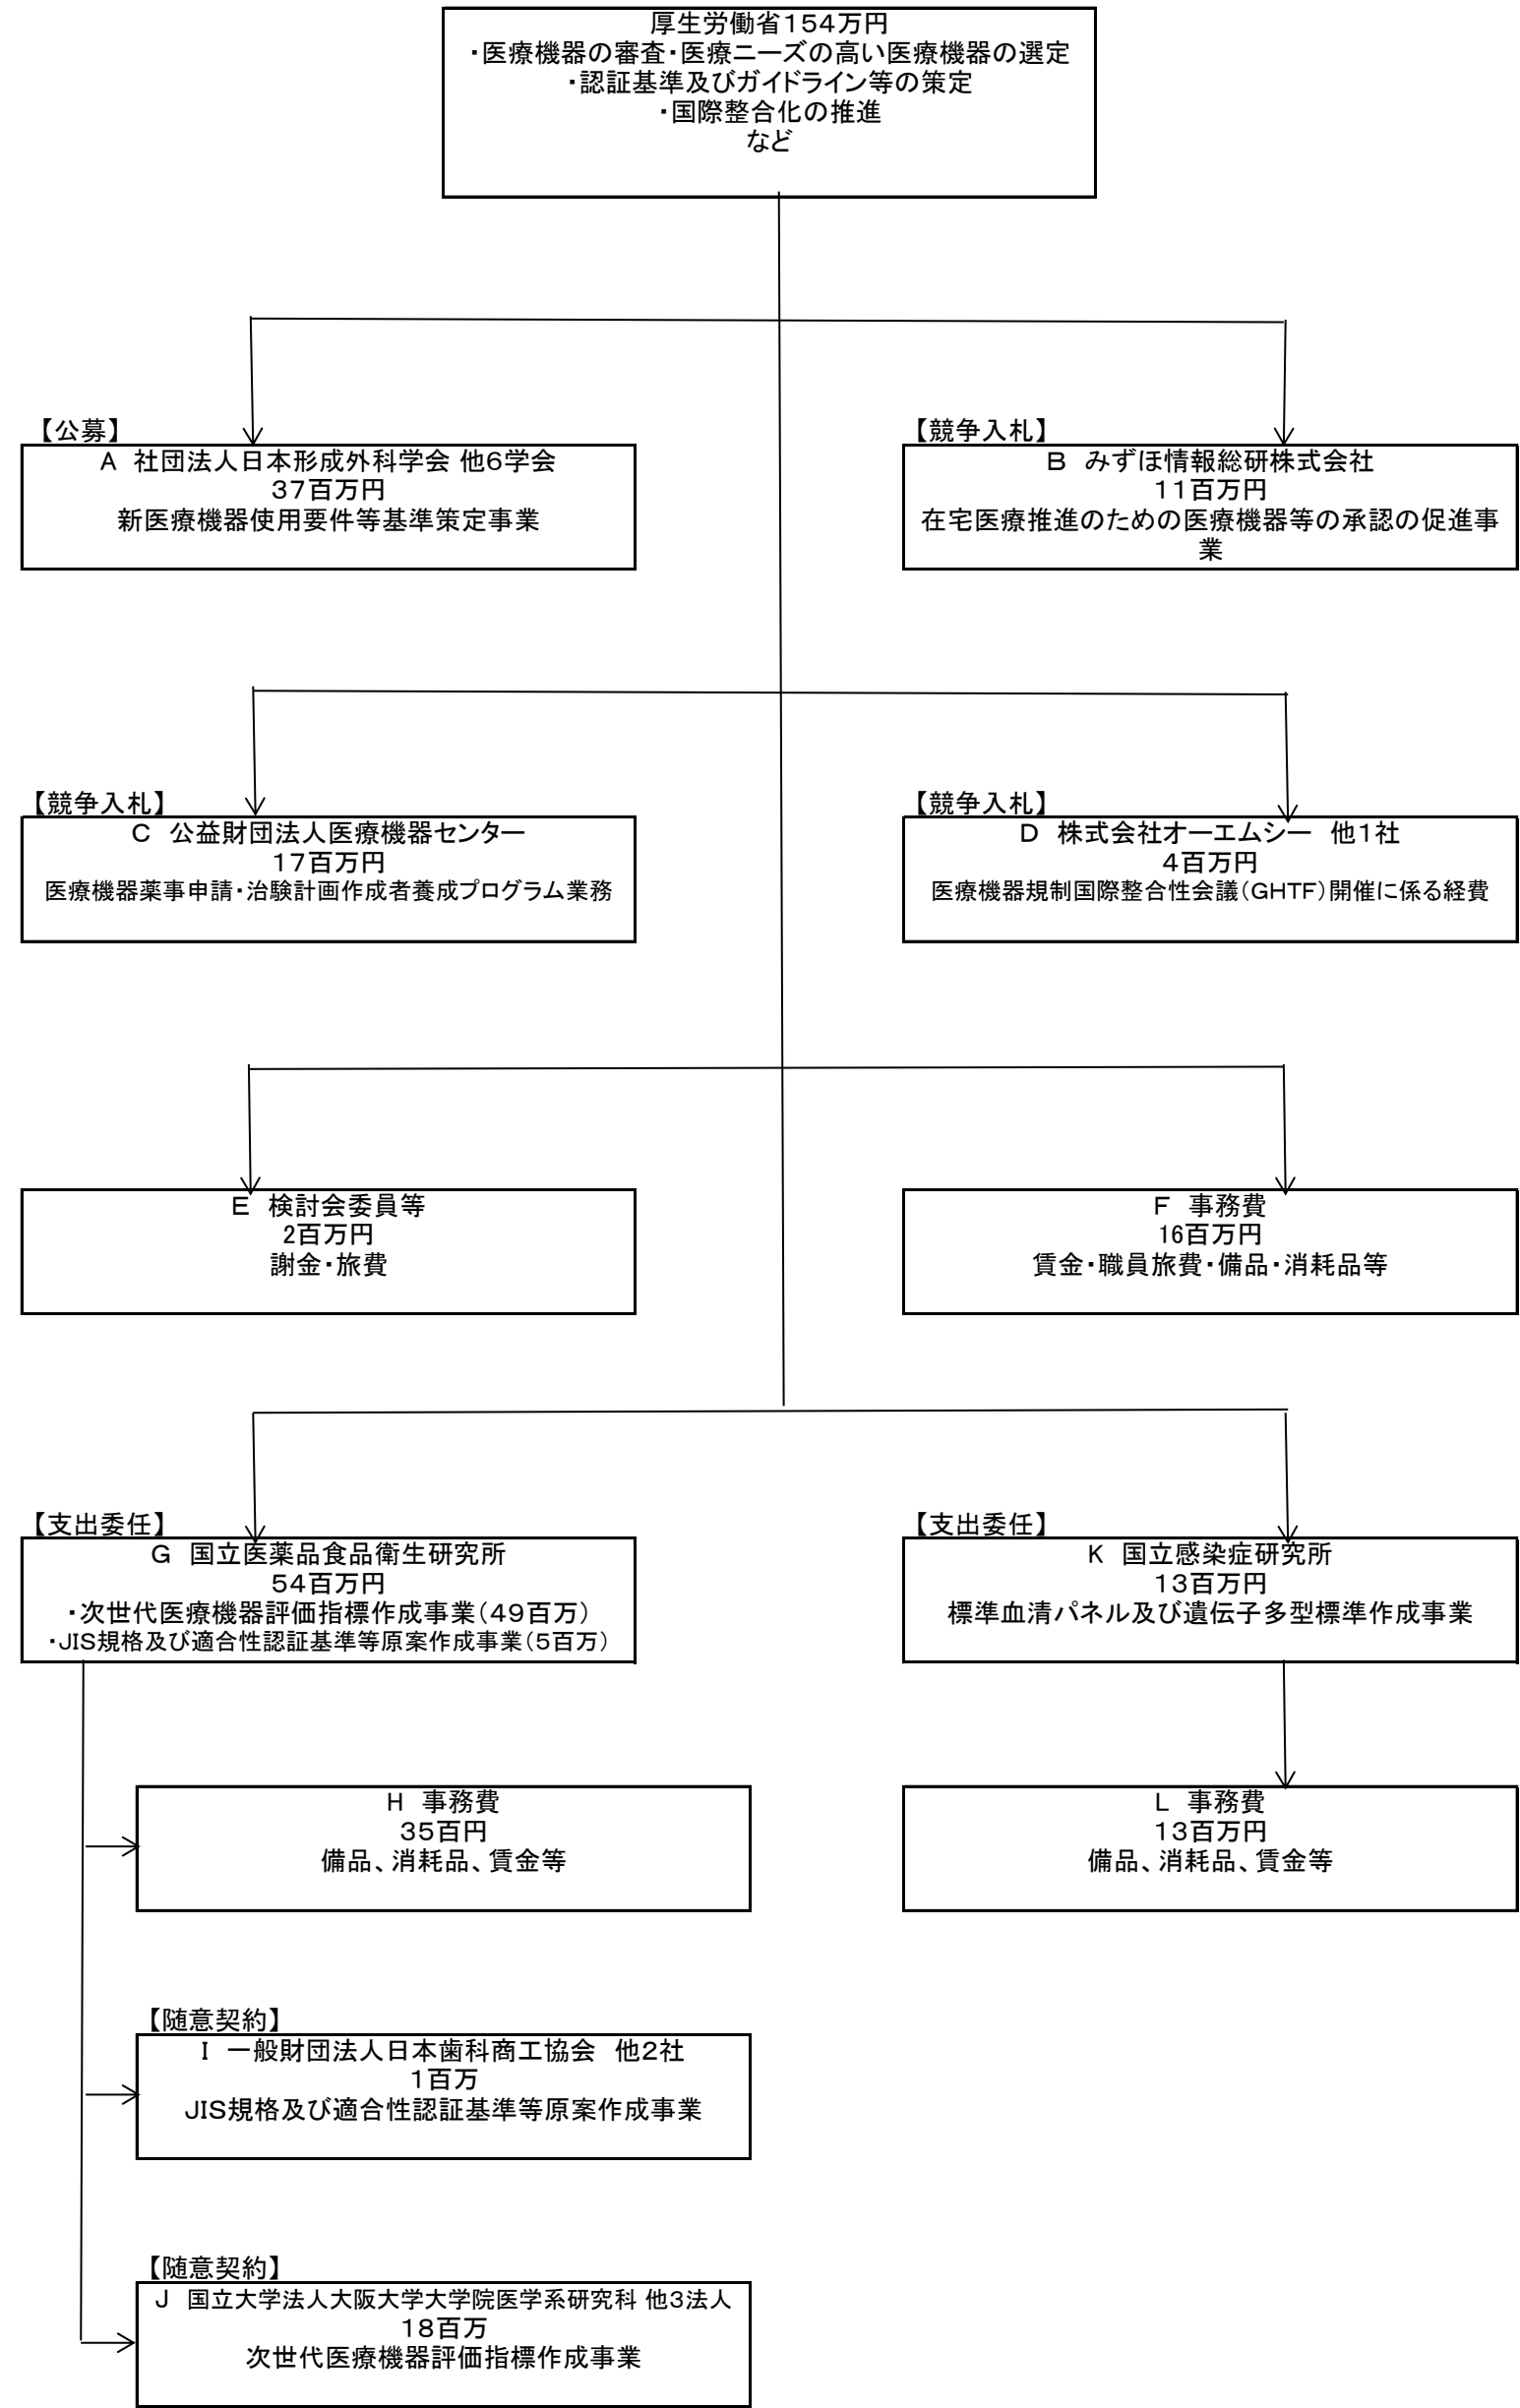 厚生労働省154万円
・医療機器の審査・医療ニーズの高い医療機器の選定
・認証基準及びガイドライン等の策定
・国際整合化の推進
など
【公募】
A 社団法人日本形成外科学会 他6学会
37百万円
新医療機器使用要件等基準策定事業
【競争入札】
B みずほ情報総研株式会社
11百万円
在宅医療推進のための医療機器等の承認の促進事
業
【競争入札】
C 公益財団法人医療機器センター
17百万円
医療機器薬事申請・治験計画作成者養成プログラム業務
【競争入札】
D 株式会社オーエムシー 他1社
4百万円
医療機器規制国際整合性会議(GHTF)開催に係る経費
E 検討会委員等
2百万円
謝金・旅費
F 事務費
16百万円
賃金・職員旅費・備品・消耗品等
【支出委任】
G 国立医薬品食品衛生研究所
54百万円
・次世代医療機器評価指標作成事業(49百万)
・JIS規格及び適合性認証基準等原案作成事業(5百万)
【支出委任】
K 国立感染症研究所
13百万円
標準血清パネル及び遺伝子多型標準作成事業
H 事務費
35百円
備品、消耗品、賃金等
L 事務費
13百万円
備品、消耗品、賃金等
【随意契約】
I 一般財団法人日本歯科商工協会 他2社
1百万
JIS規格及び適合性認証基準等原案作成事業
【随意契約】
J 国立大学法人大阪大学大学院医学系研究科 他3法人
18百万
次世代医療機器評価指標作成事業